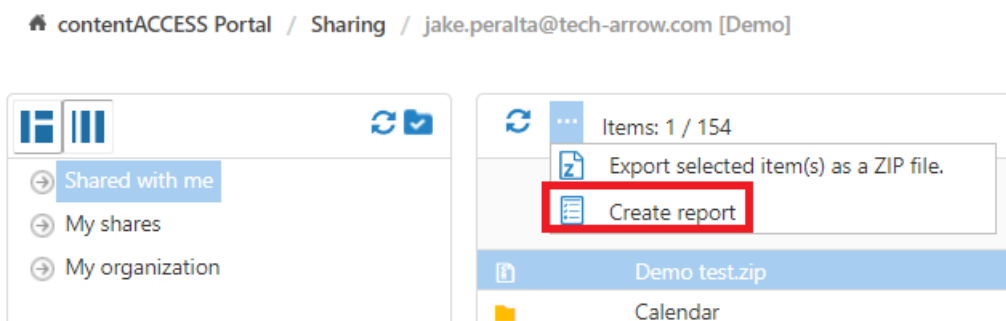 contentACCESS Portal / Sharing / jake.peralta@tech-arrow.com [Demo]
Items: 1 / 154
Shared with me
My shares
My organization
Export selected item(s) as a ZIP file.
Create report
Demo test.zip
Calendar